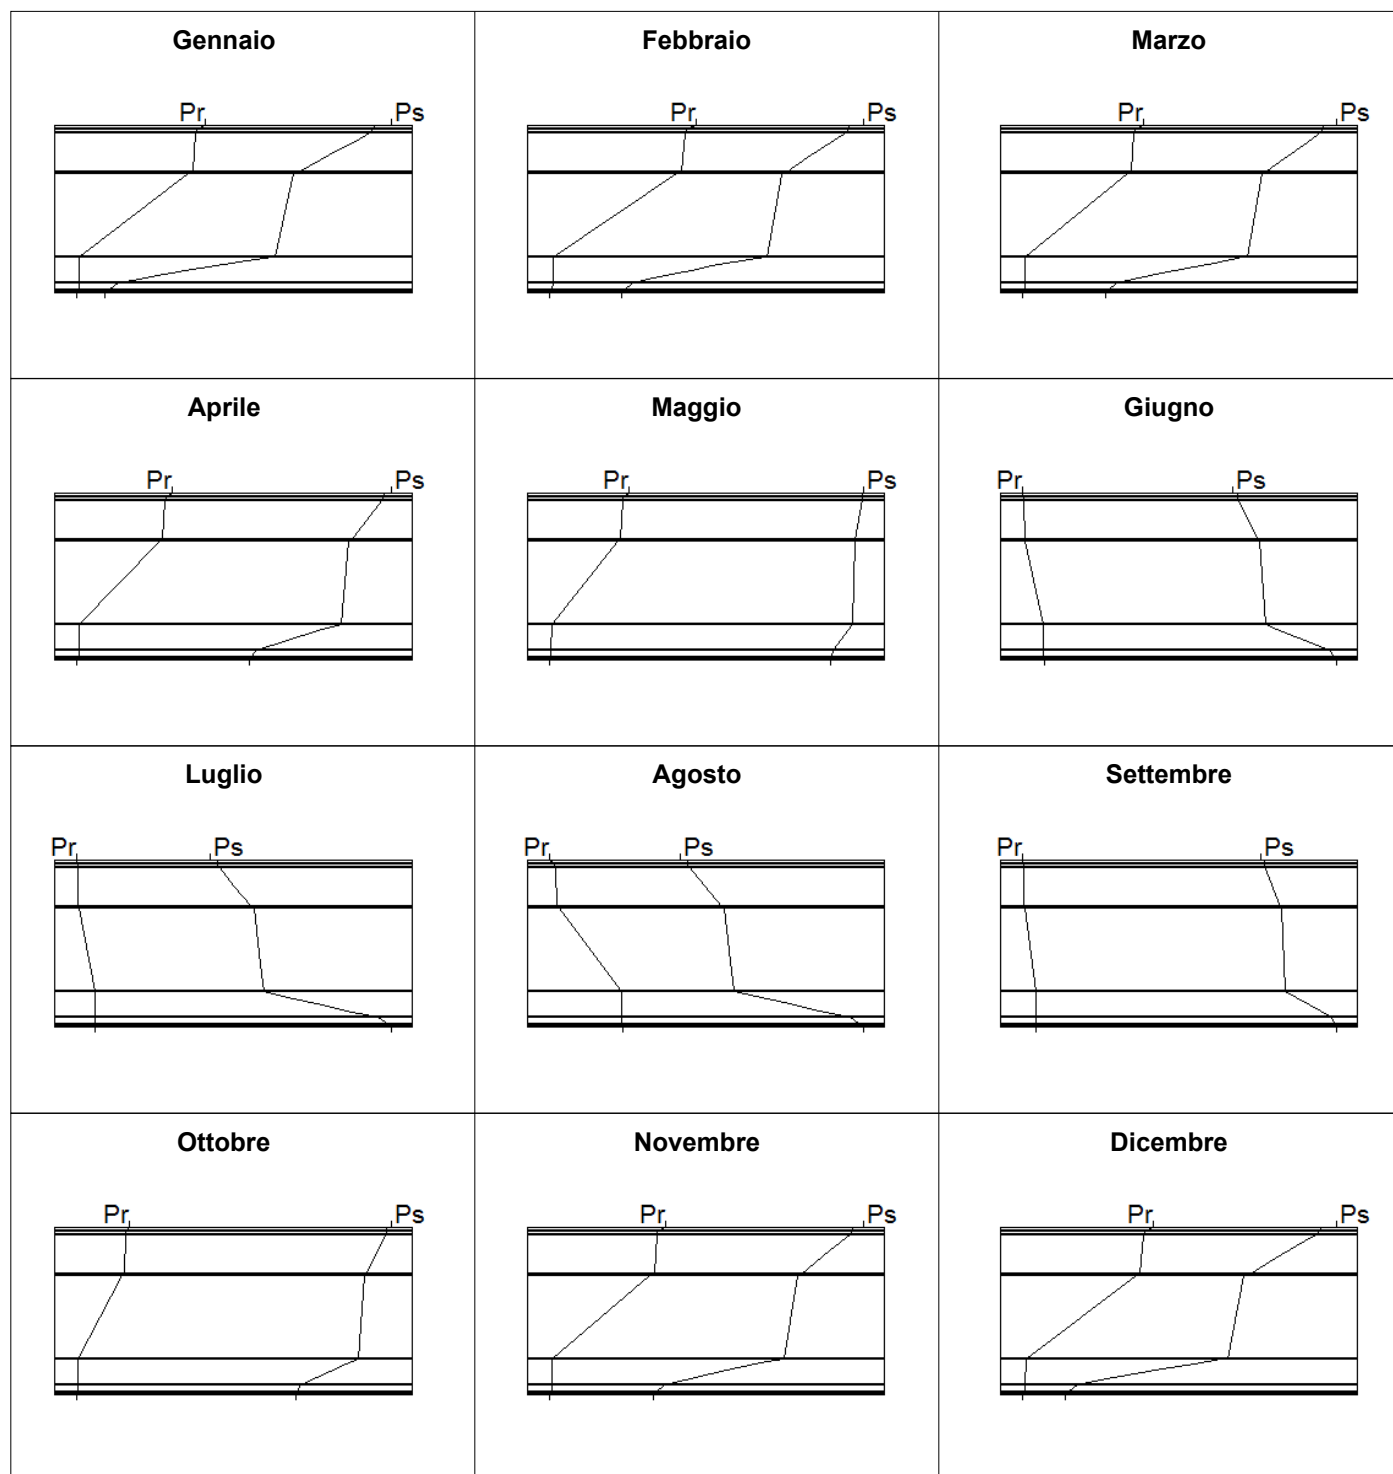 Gennaio Febbraio Marzo
Pr Ps Pr Ps Pr Ps
Aprile Maggio Giugno
Pr Ps Pr Ps Pr Ps
Luglio Agosto Settembre
Pr Ps Pr Ps Pr Ps
Ottobre Novembre Dicembre
Pr Ps Pr Ps Pr Ps